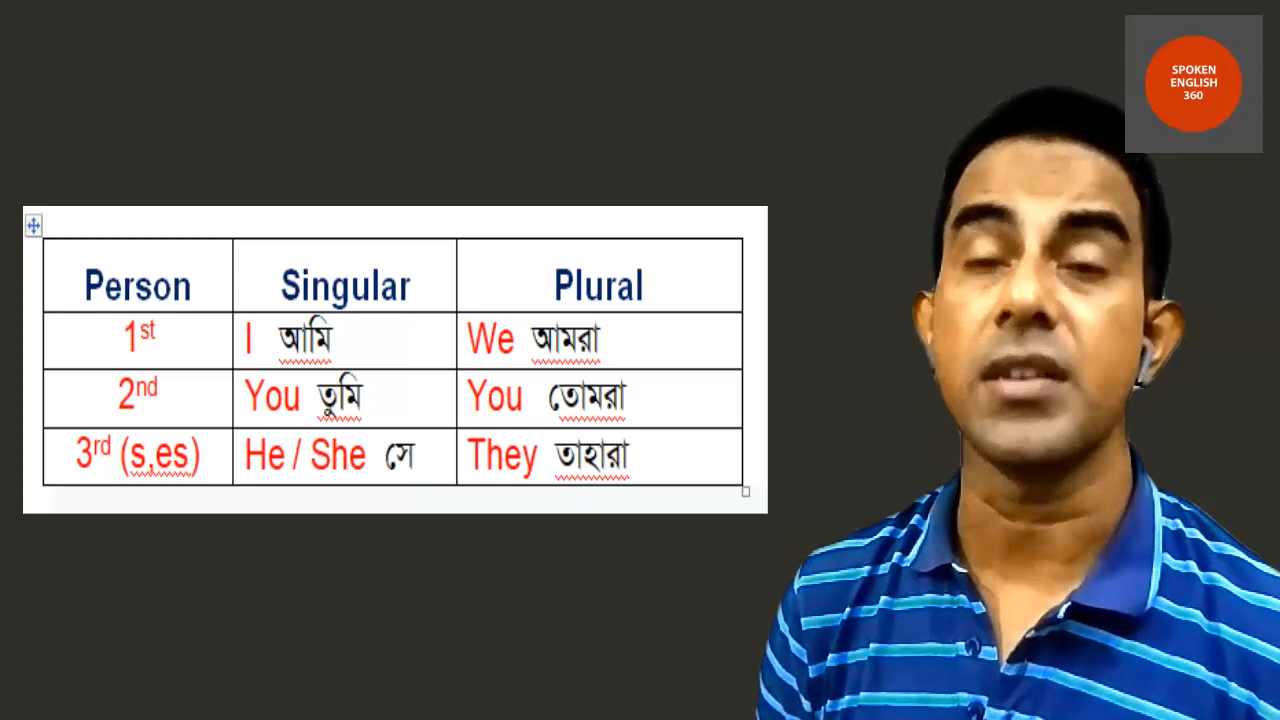 SPOKEN
ENGLISH
360
Person Singular Plural
1st I আমি We আমরা
2nd You তুমি You তোমরা
3rd (s,es) He / She সে They তাহারা